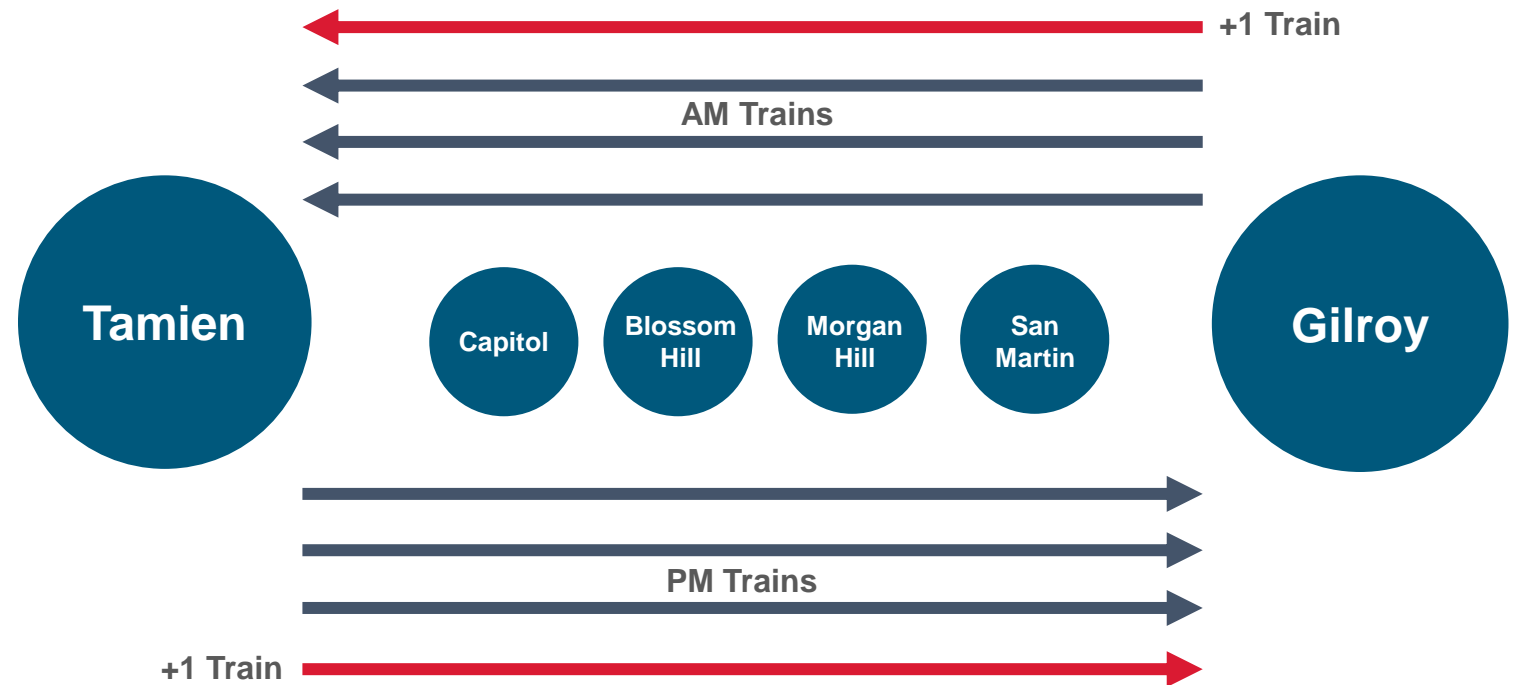 +1 Train
AM Trains
Tamien
Capitol
Blossom
Hill
Morgan
Hill
San
Martin
Gilroy
PM Trains
+1 Train